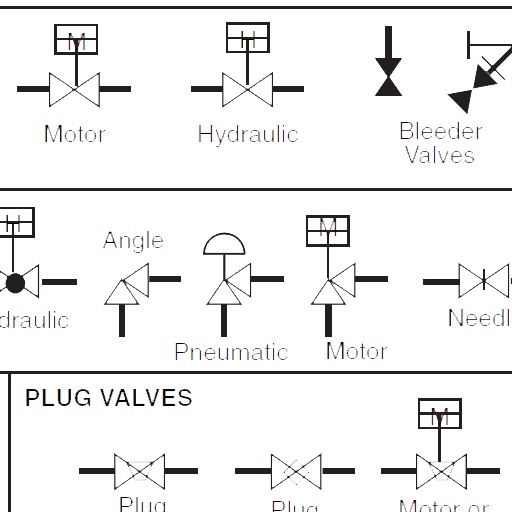 M
H
Motor
Hydraulic
Bleeder
Valves
H
M
Angle
draulic
Needl
Pneumatic
Motor
PLUG VALVES
M
Plug
Plug
Motor or